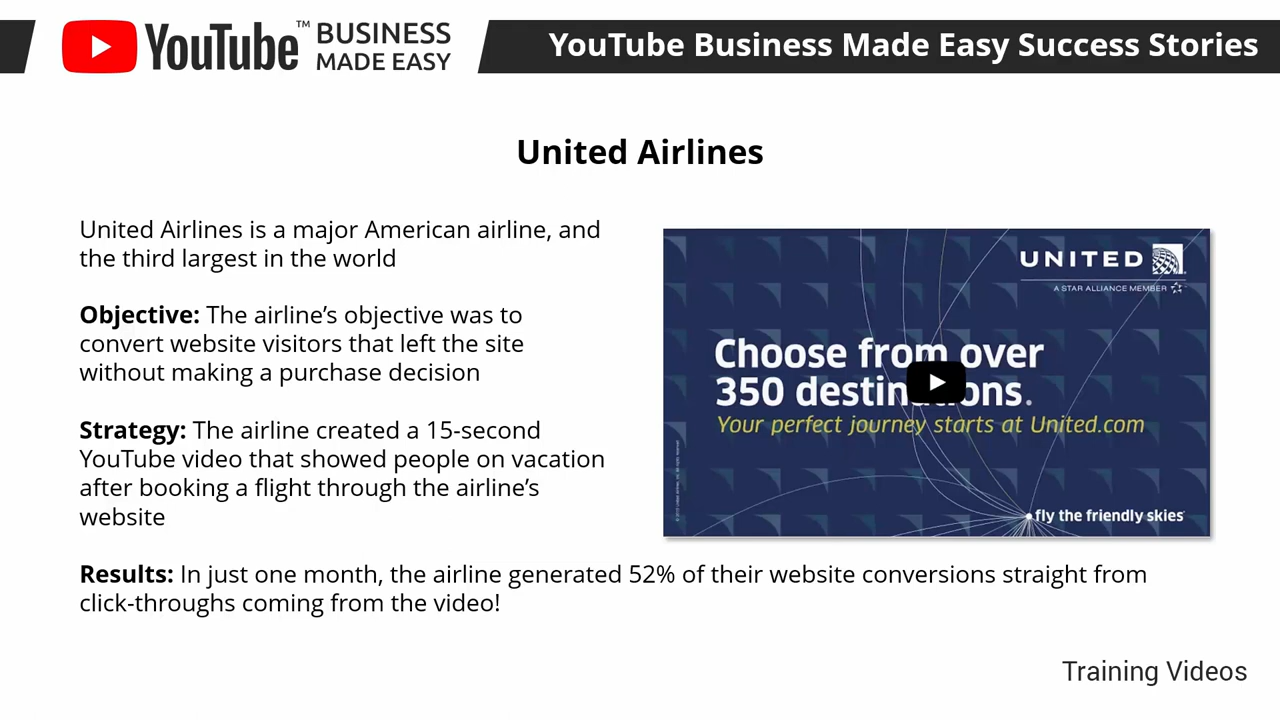 YouTube™ BUSINESS
MADE EASY
YouTube Business Made Easy Success Stories
United Airlines
United Airlines is a major American airline, and
the third largest in the world
Objective: The airline’s objective was to
convert website visitors that left the site
without making a purchase decision
Strategy: The airline created a 15-second
YouTube video that showed people on vacation
after booking a flight through the airline’s
website
UNITED
A STAR ALLIANCE MEMBER
Choose from over
350 destinations.
Your perfect journey starts at United.com
fly the friendly skies
Results: In just one month, the airline generated 52% of their website conversions straight from
click-throughs coming from the video!
Training Videos